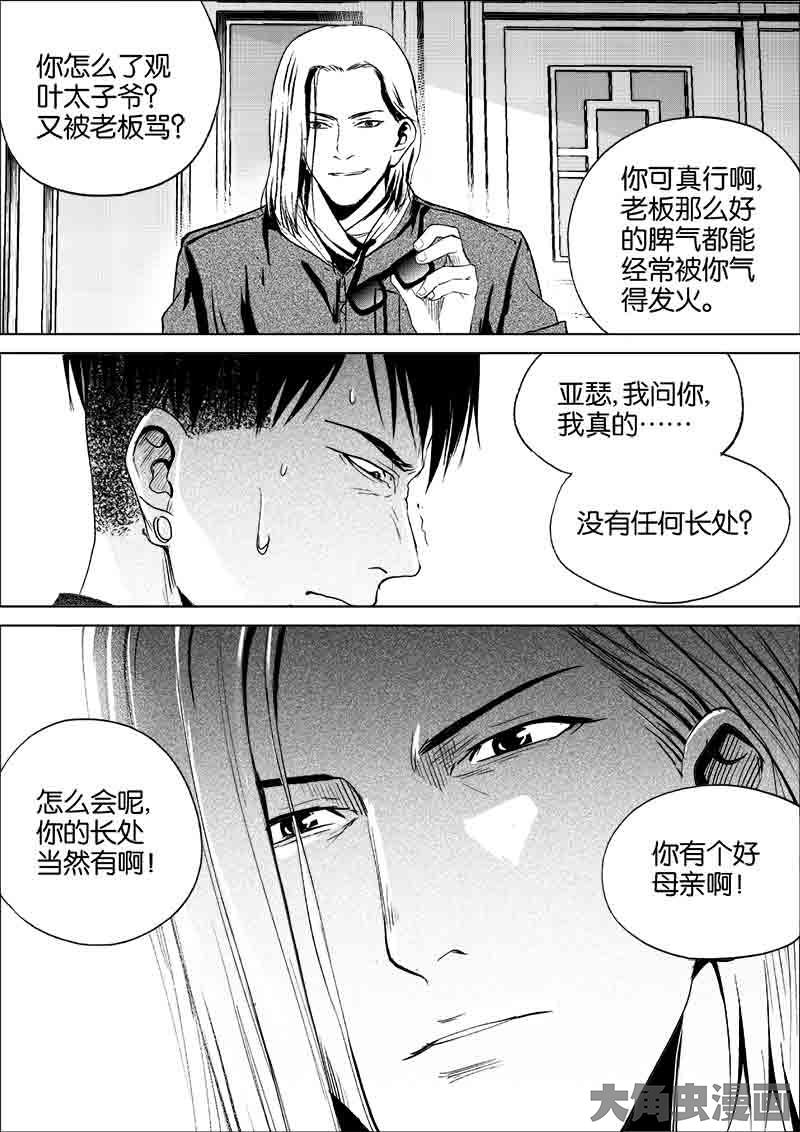 你怎么了观
叶太子爷?
又被老板骂?
你可真行啊,
老板那么好
的脾气都能
经常被你气
得发火。
亚瑟,我问你,
我真的……
没有任何长处?
怎么会呢,
你的长处
当然有啊!
你有个好
母亲啊!
大角虫漫画